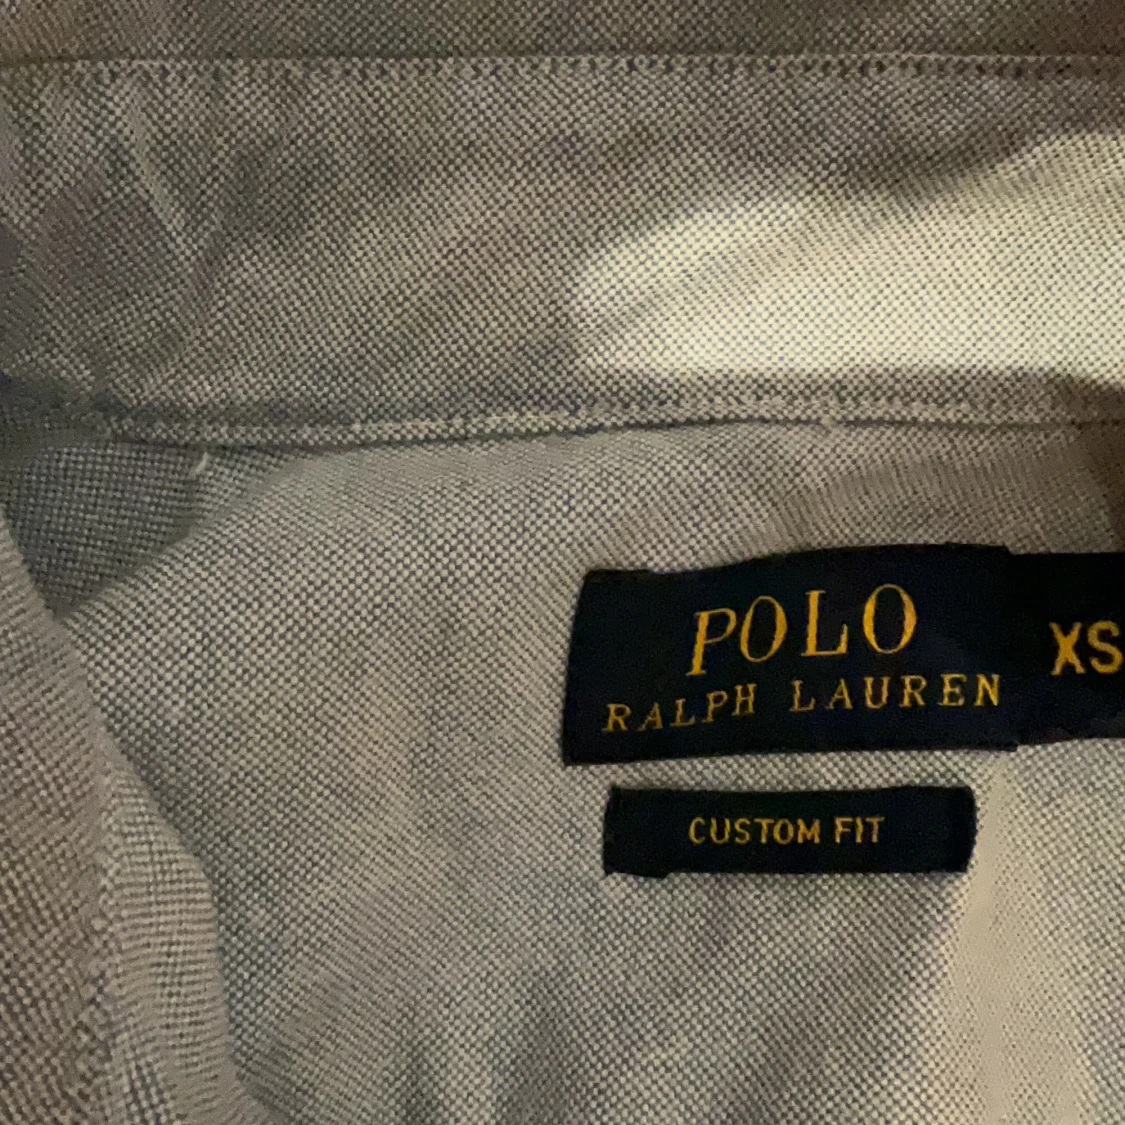 POLO
RALPH LAUREN
XS
CUSTOM FIT